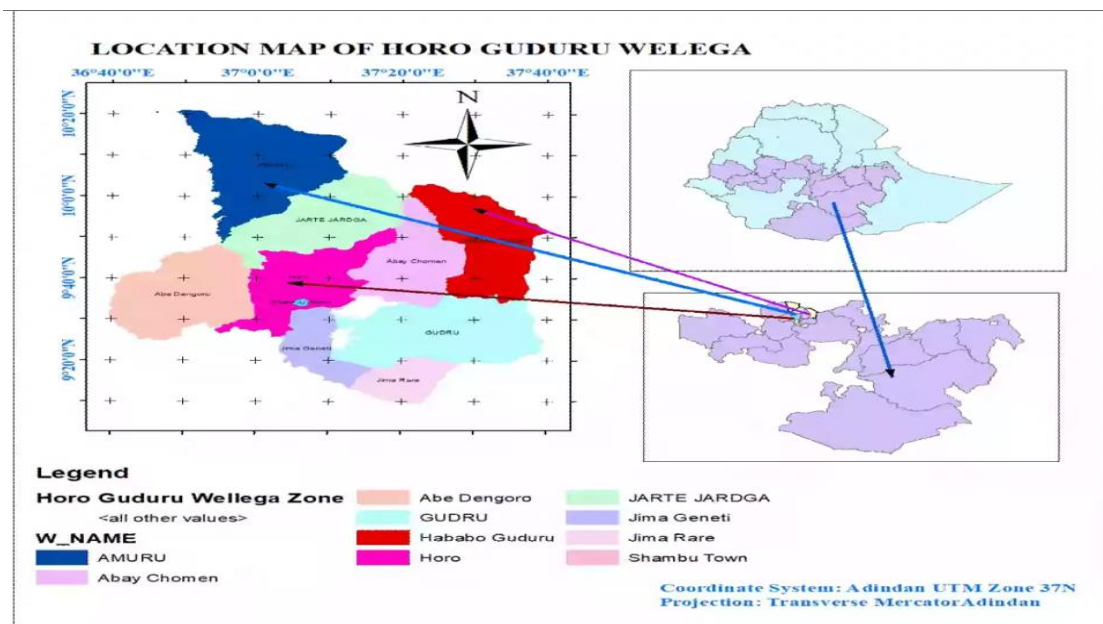 LOCATION MAP OF HORO GUDURU WELEGA
36°40'0"E 37°0'0"E 37°20'0"E 37°40'0"E
N
10°20'0"N
10°0'0"N
9°40'0"N
9°20'0"N
JARTE JARDGA
Abay Chomen
Abe Dengoru
GUDRU
Jima Geneti
Jima Rare
Legend
Horo Guduru Wellega Zone
<all other values>
W_NAME
AMURU
Abay Chomen
Abe Dengoro
GUDRU
Hababo Guduru
Horo
JARTE JARDGA
Jima Geneti
Jima Rare
Shambu Town
Coordinate System: Adindan UTM Zone 37N
Projection: Transverse MercatorAdindan